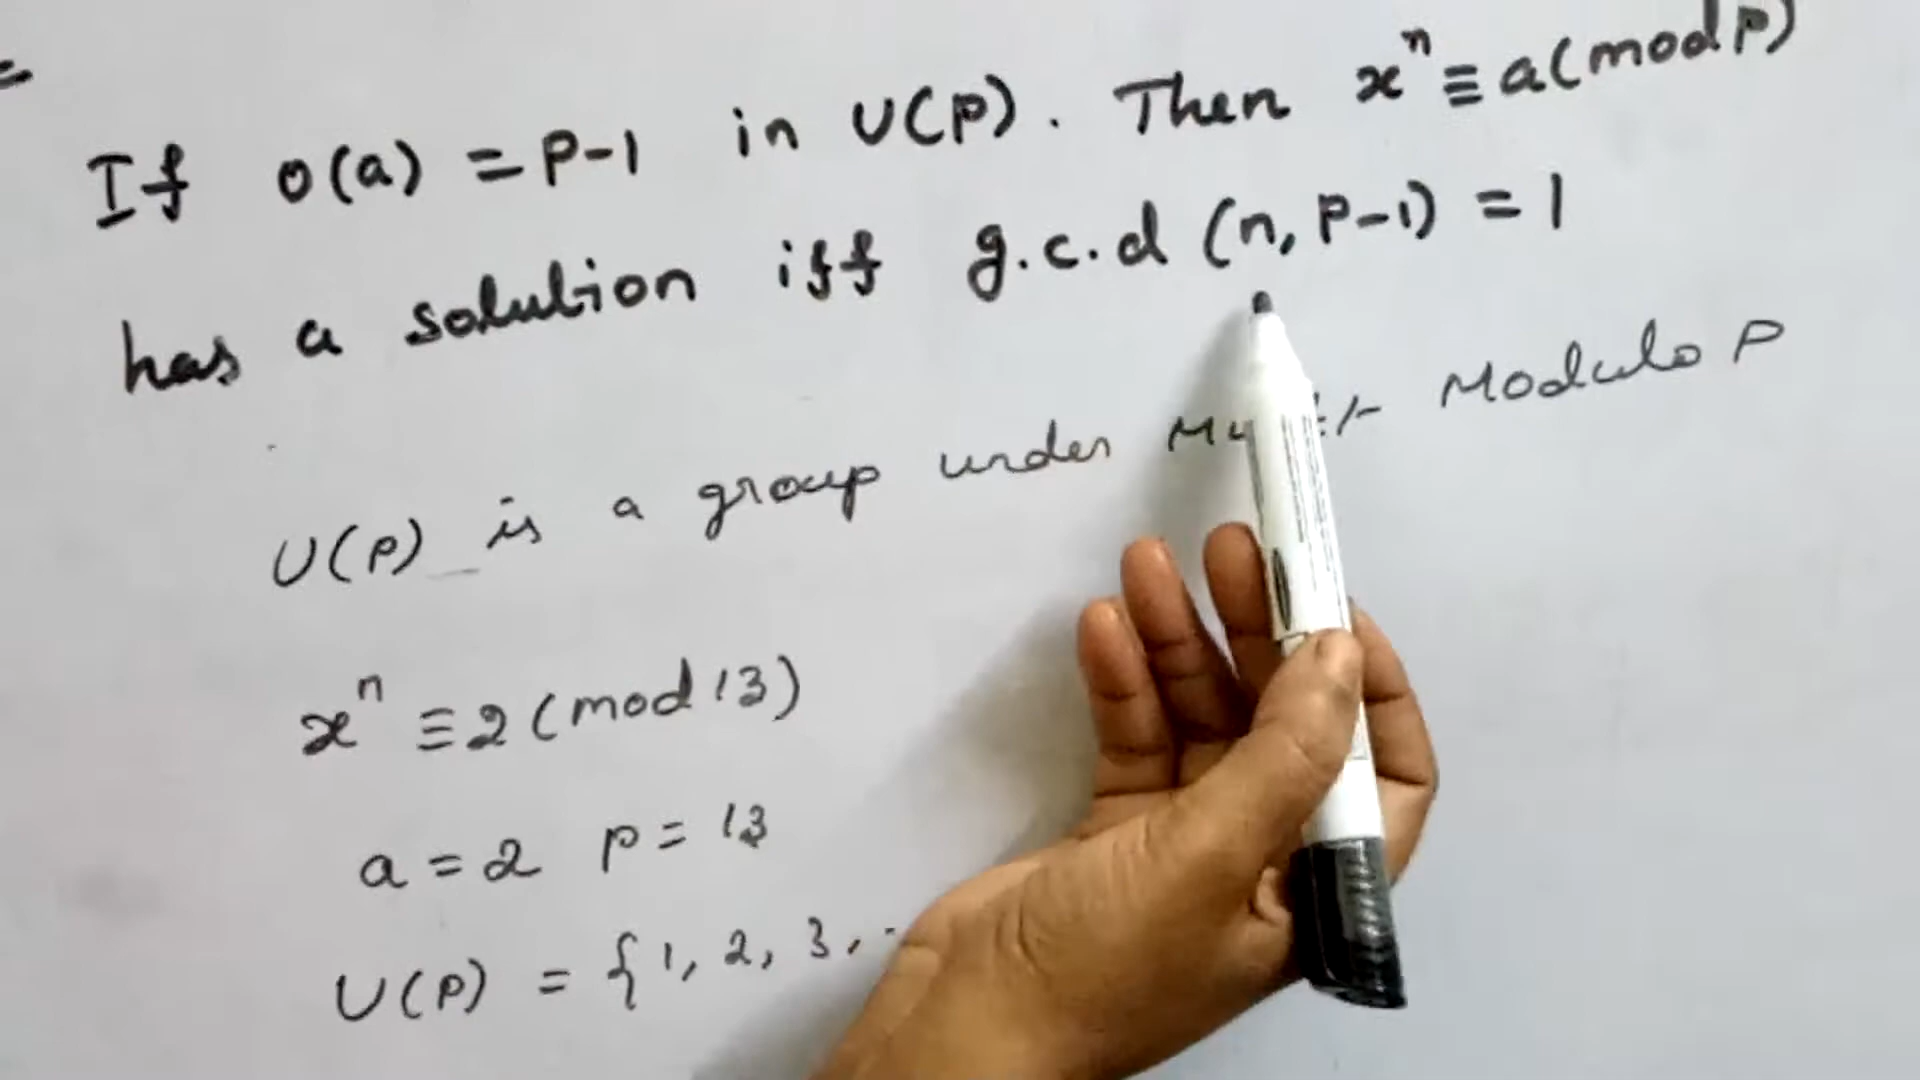 =
If o(a) = P-1 in U(P). Then xⁿ ≡ a(mod P)
has a solution iff g.c.d (n, P-1) = 1
U(P) is a group under Modulo P
xⁿ ≡ 2 (mod 13)
a = 2 p = 13
U(P) = {1, 2, 3, .